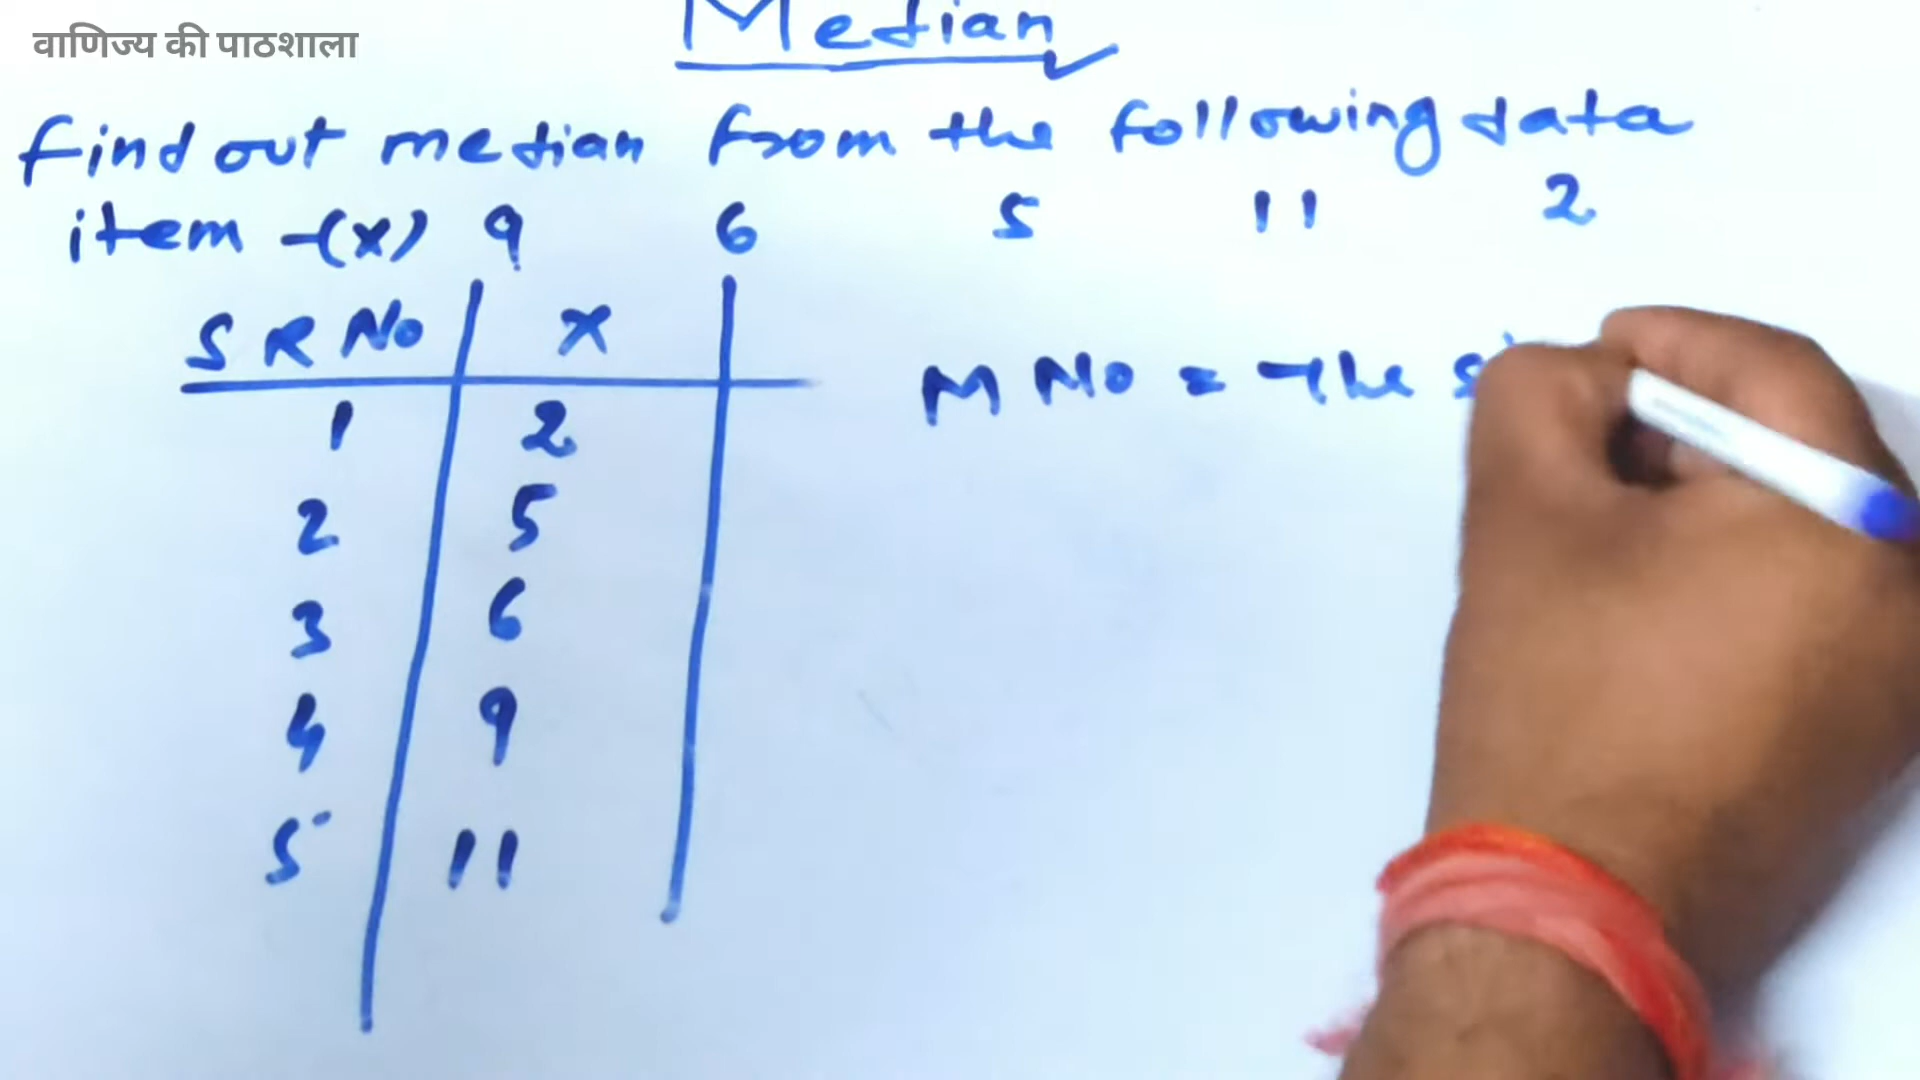 वाणिज्य की पाठशाला
Median
find out median from the following data
item -(x) 9 6 5 11 2
S R No X
1 2
2 5
3 6
4 9
5 11
M No = The